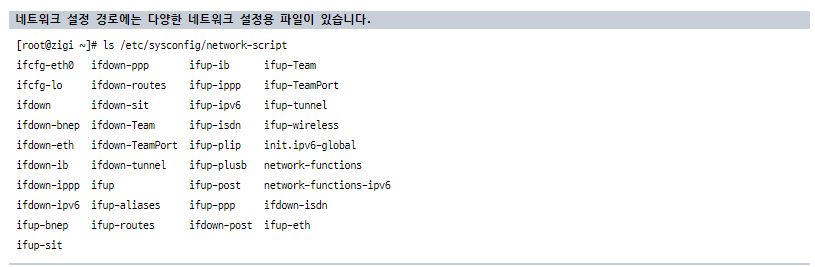 네트워크 설정 경로에는 다양한 네트워크 설정용 파일이 있습니다.
[root@zigi ~]# ls /etc/sysconfig/network-script
ifcfg-eth0 ifdown-ppp ifup-ib ifup-Team
ifcfg-lo ifdown-routes ifup-ippp ifup-TeamPort
ifdown ifdown-sit ifup-ipv6 ifup-tunnel
ifdown-bnep ifdown-Team ifup-isdn ifup-wireless
ifdown-eth ifdown-TeamPort ifup-plip init.ipv6-global
ifdown-ib ifdown-tunnel ifup-plusb network-functions
ifdown-ippp ifup ifup-post network-functions-ipv6
ifdown-ipv6 ifup-aliases ifup-ppp ifdown-isdn
ifup-bnep ifup-routes ifdown-post ifup-eth
ifup-sit